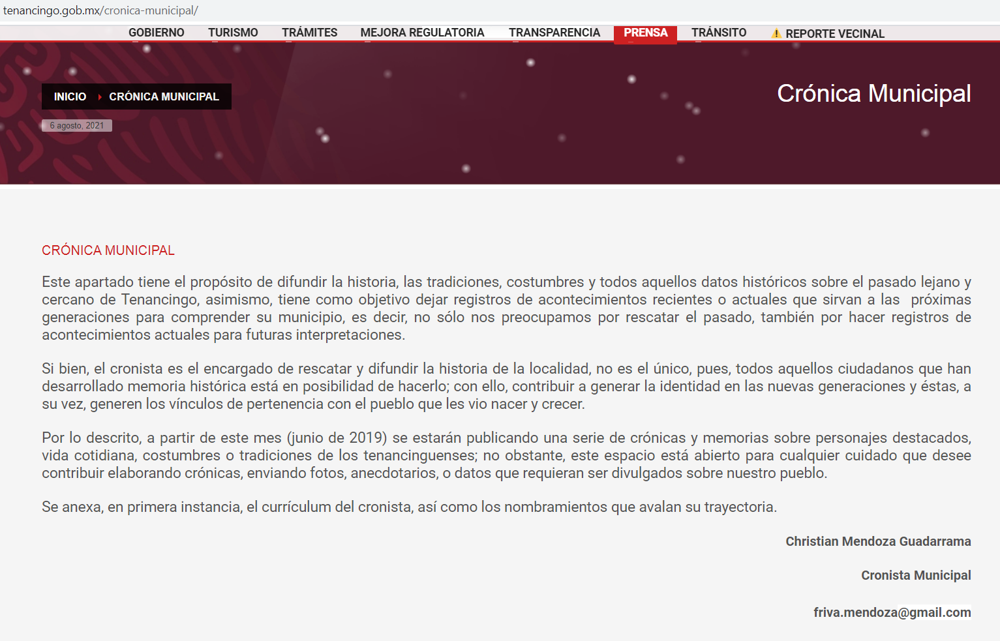 tenancingo.gob.mx/cronica-municipal/
GOBIERNO TURISMO TRÁMITES MEJORA REGULATORIA TRANSPARENCIA PRENSA TRÁNSITO REPORTE VECINAL
INICIO CRÓNICA MUNICIPAL
Crónica Municipal
6 agosto, 2021
CRÓNICA MUNICIPAL
Este apartado tiene el propósito de difundir la historia, las tradiciones, costumbres y todos aquellos datos históricos sobre el pasado lejano y
cercano de Tenancingo, asimismo, tiene como objetivo dejar registros de acontecimientos recientes o actuales que sirvan a las próximas
generaciones para comprender su municipio, es decir, no sólo nos preocupamos por rescatar el pasado, también por hacer registros de
acontecimientos actuales para futuras interpretaciones.
Si bien, el cronista es el encargado de rescatar y difundir la historia de la localidad, no es el único, pues, todos aquellos ciudadanos que han
desarrollado memoria histórica está en posibilidad de hacerlo; con ello, contribuir a generar la identidad en las nuevas generaciones y éstas, a
su vez, generen los vínculos de pertenencia con el pueblo que les vio nacer y crecer.
Por lo descrito, a partir de este mes (junio de 2019) se estarán publicando una serie de crónicas y memorias sobre personajes destacados,
vida cotidiana, costumbres o tradiciones de los tenancinguenses; no obstante, este espacio está abierto para cualquier cuidado que desee
contribuir elaborando crónicas, enviando fotos, anecdotarios, o datos que requieran ser divulgados sobre nuestro pueblo.
Se anexa, en primera instancia, el currículum del cronista, así como los nombramientos que avalan su trayectoria.
Christian Mendoza Guadarrama
Cronista Municipal
friva.mendoza@gmail.com